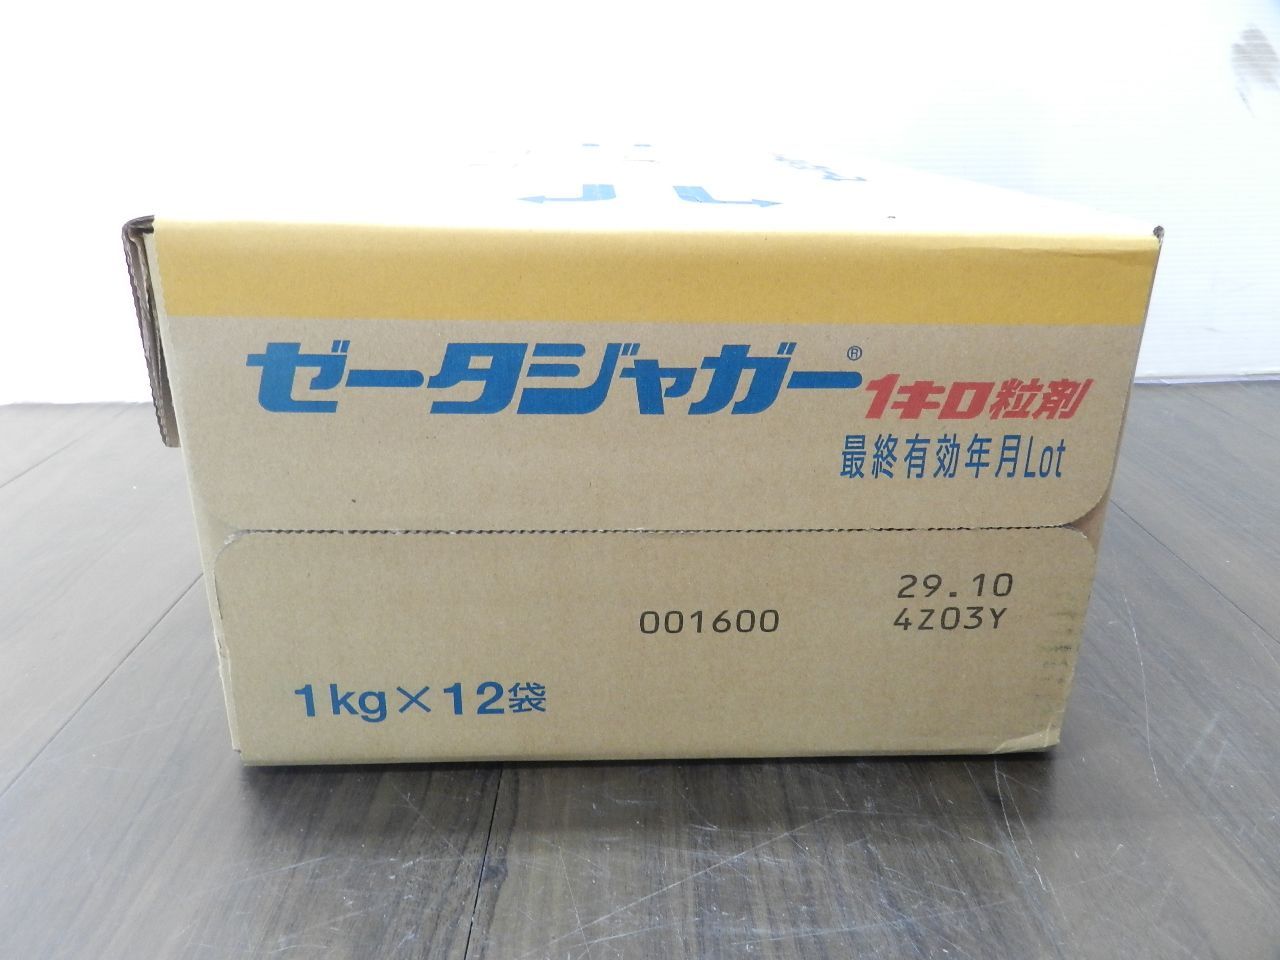 ゼータジャガー® 1キロ粒剤
最終有効年月Lot
29.10
001600 4Z03Y
1kg×12袋